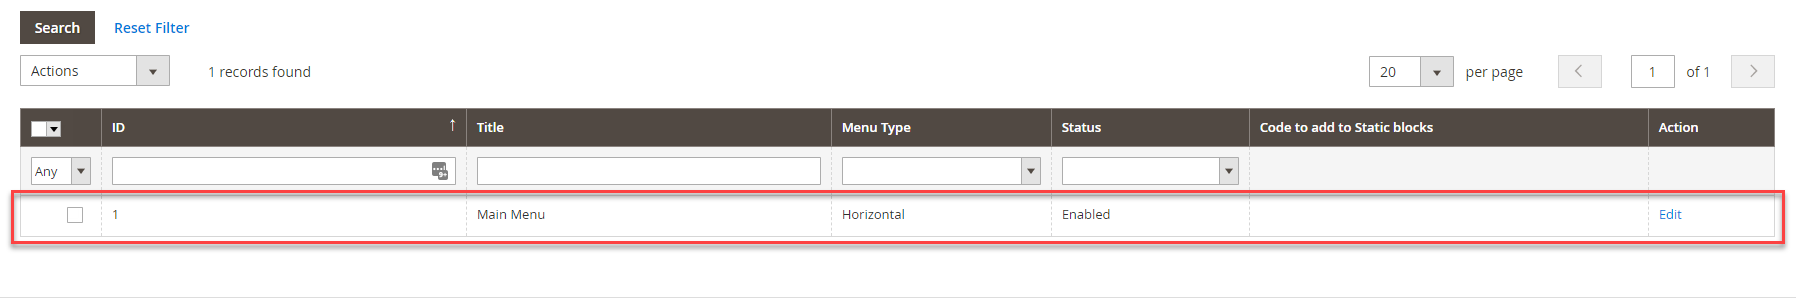 Search Reset Filter
Actions 1 records found 20 per page 1 of 1
ID ↑ Title Menu Type Status Code to add to Static blocks Action
Any 9+
1 Main Menu Horizontal Enabled Edit